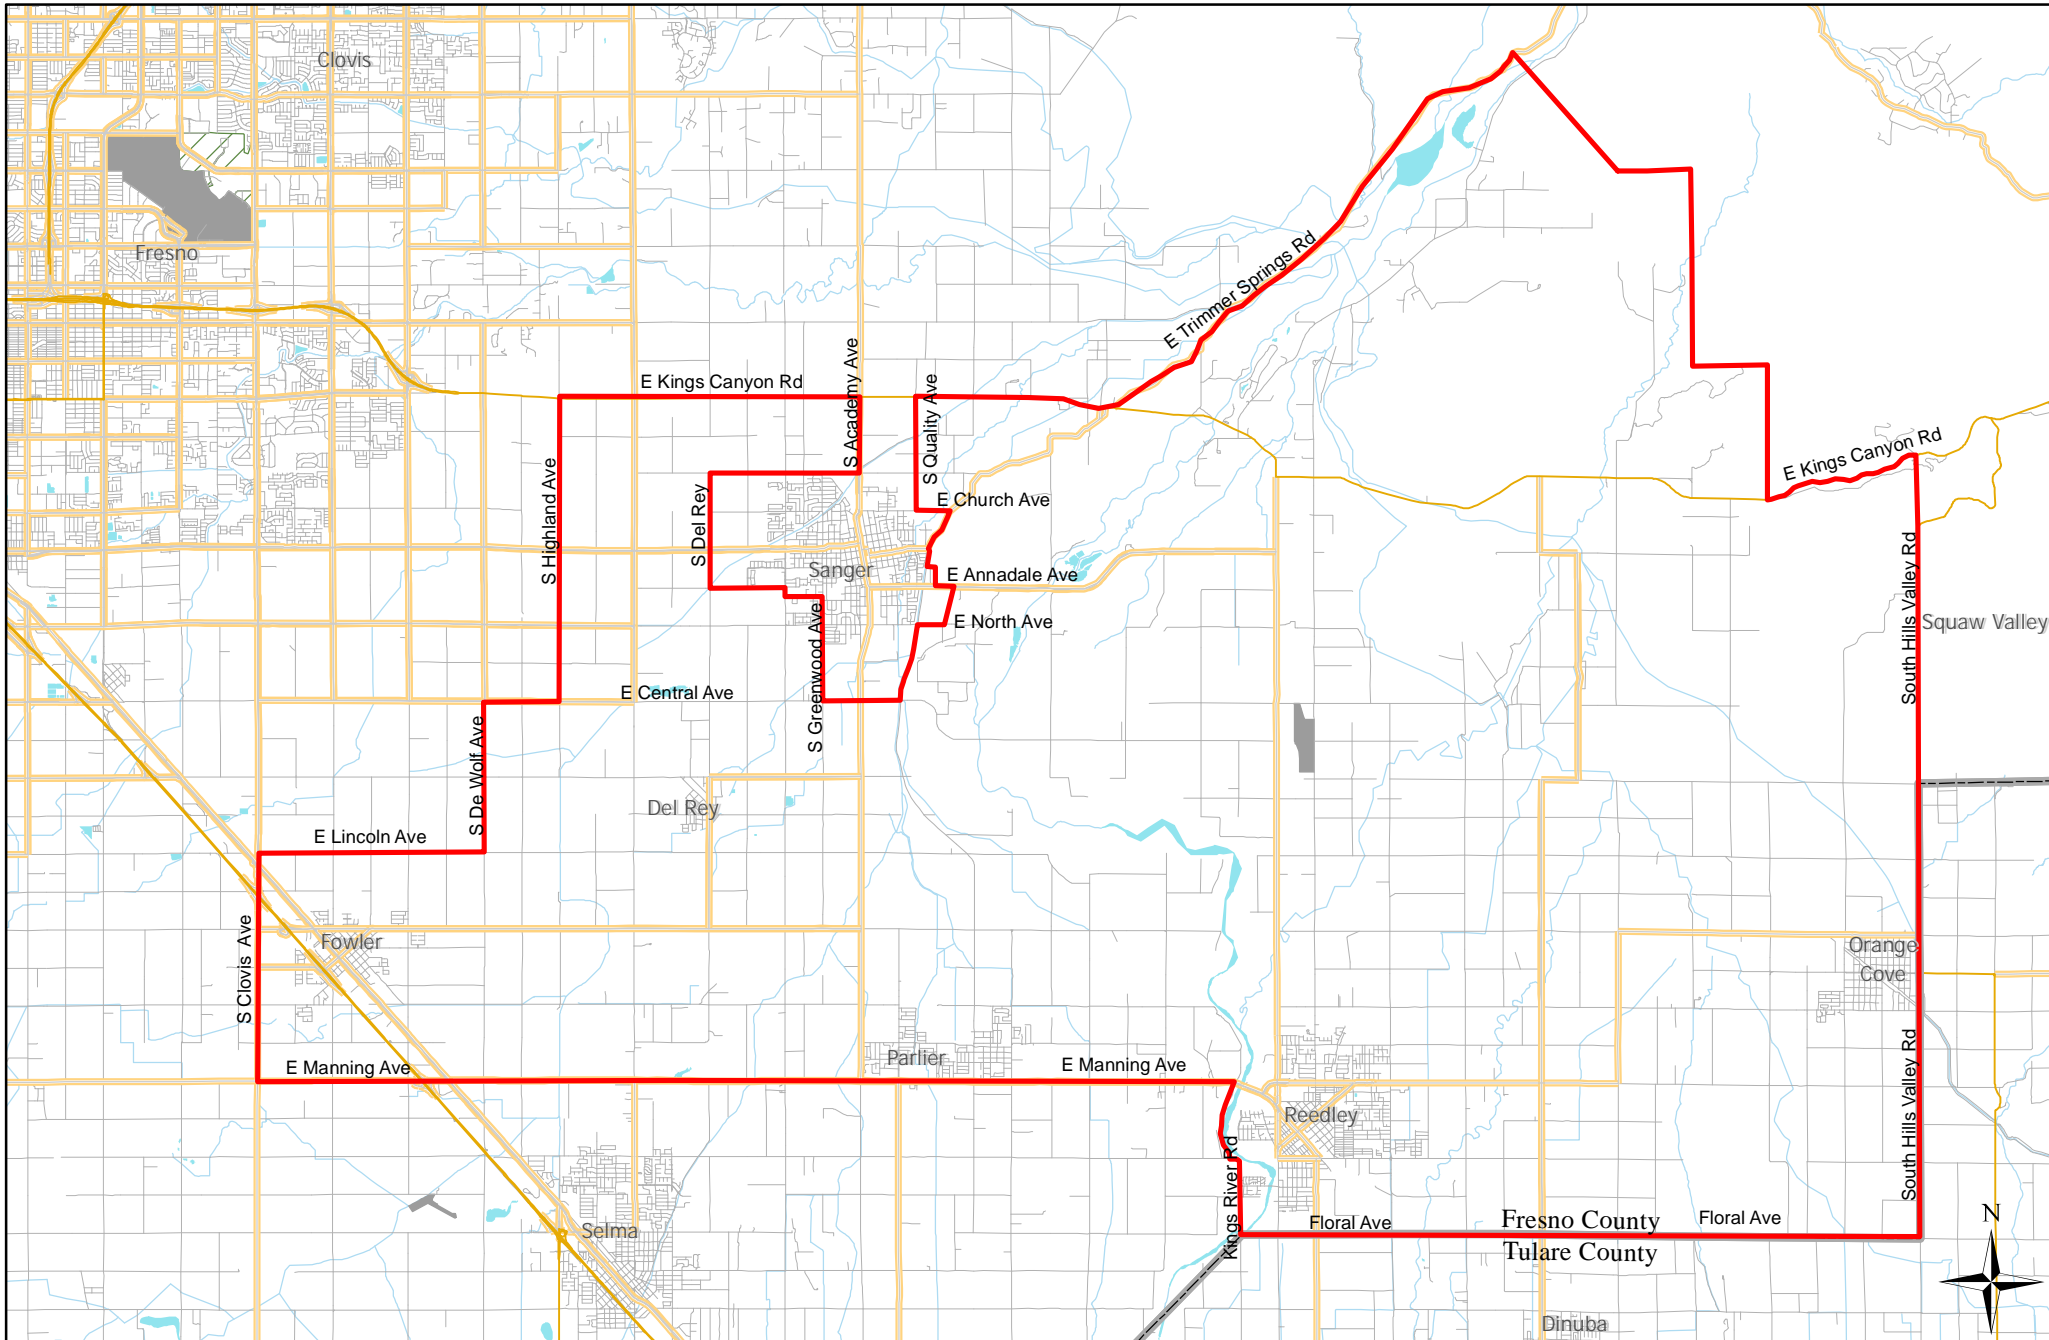 Clovis
Fresno
E Trimmer Springs Rd
E Kings Canyon Rd
S Academy Ave
S Quality Ave
E Kings Canyon Rd
S Highland Ave
S Del Rey
E Church Ave
Sanger
E Annadale Ave
South Hills Valley Rd
Squaw Valley
S Greenwood Ave
E North Ave
E Central Ave
S De Wolf Ave
Del Rey
E Lincoln Ave
S Clovis Ave
Fowler
Orange
Cove
Parlier
E Manning Ave
E Manning Ave
Reedley
South Hills Valley Rd
Kings River Rd
Selma
Floral Ave
Fresno County
Floral Ave
Tulare County
N
Dinuba